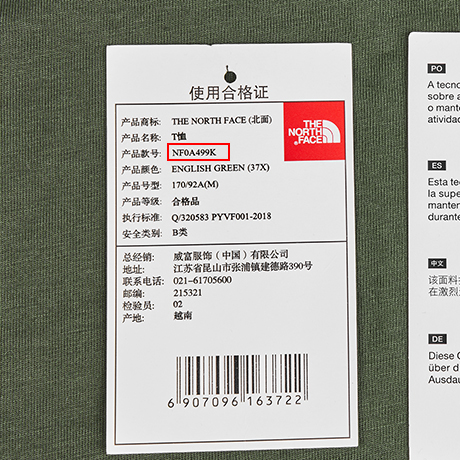 使用合格证
产品商标: THE NORTH FACE (北面)
产品名称: T恤
产品款号: NF0A499K
产品颜色: ENGLISH GREEN (37X)
产品号型: 170/92A(M)
产品等级: 合格品
执行标准: Q/320583 PYVF001-2018
安全类别: B类
THE
NORTH
FACE
总经销: 威富服饰（中国）有限公司
地址: 江苏省昆山市张浦镇建德路390号
联系电话: 021-61705600
邮编: 215321
检验员: 02
产地: 越南
6 907096 163722
PO
A tecno
sobre a
o mante
atividad
ES
Esta te
la supe
manten
durante
中文
该面料
在激烈
DE
Diese
über d
Ausdau